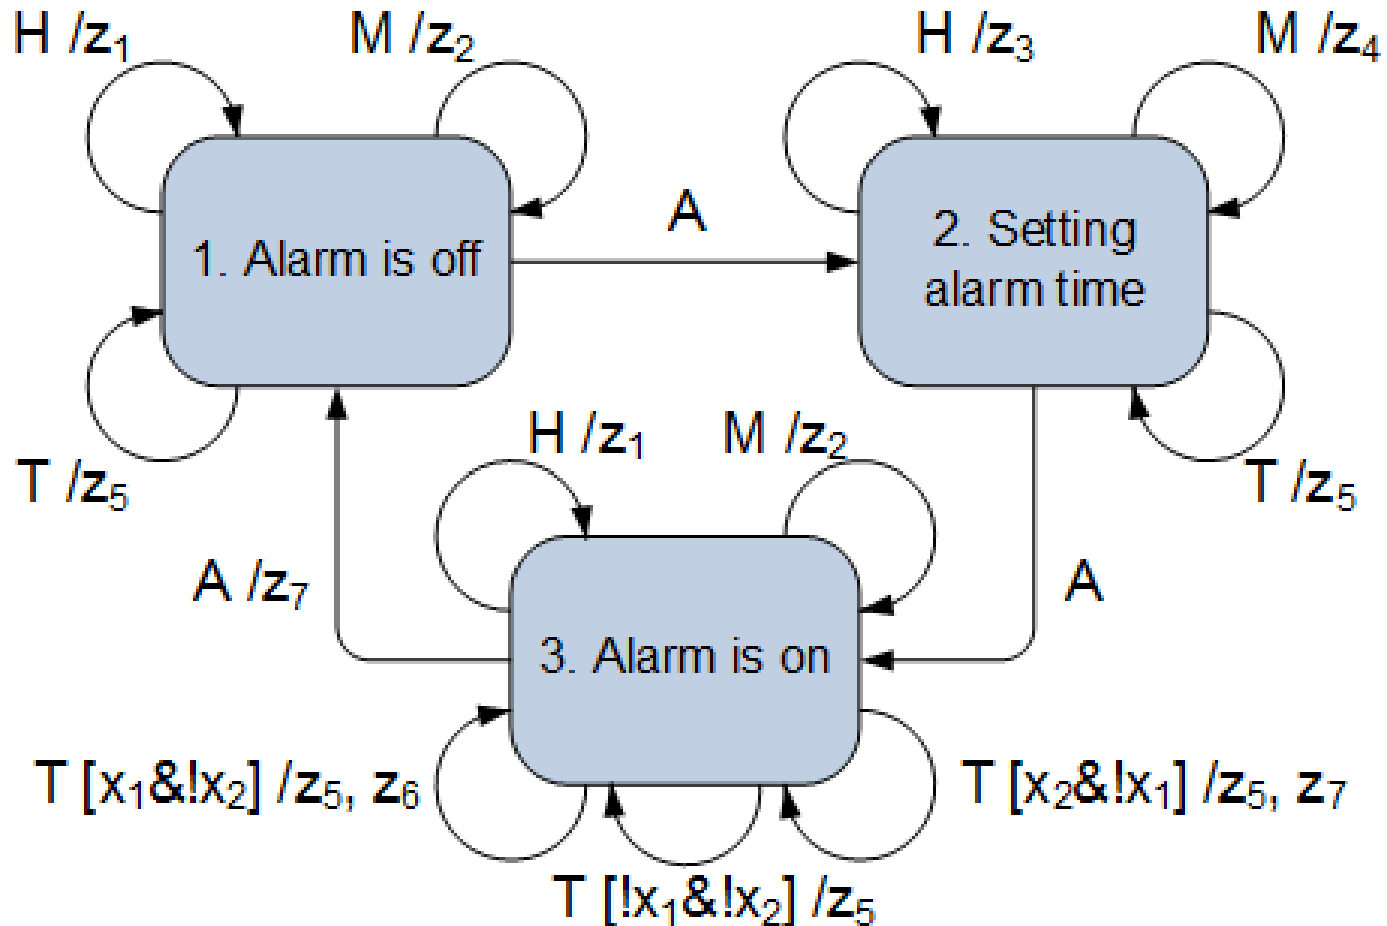 H /z₁
M /z₂
H /z₃
M /z₄
A
1. Alarm is off
2. Setting
alarm time
T /z₅
T /z₅
H /z₁
M /z₂
A /z₇
A
3. Alarm is on
T [x₁&!x₂] /z₅, z₆
T [x₂&!x₁] /z₅, z₇
T [!x₁&!x₂] /z₅